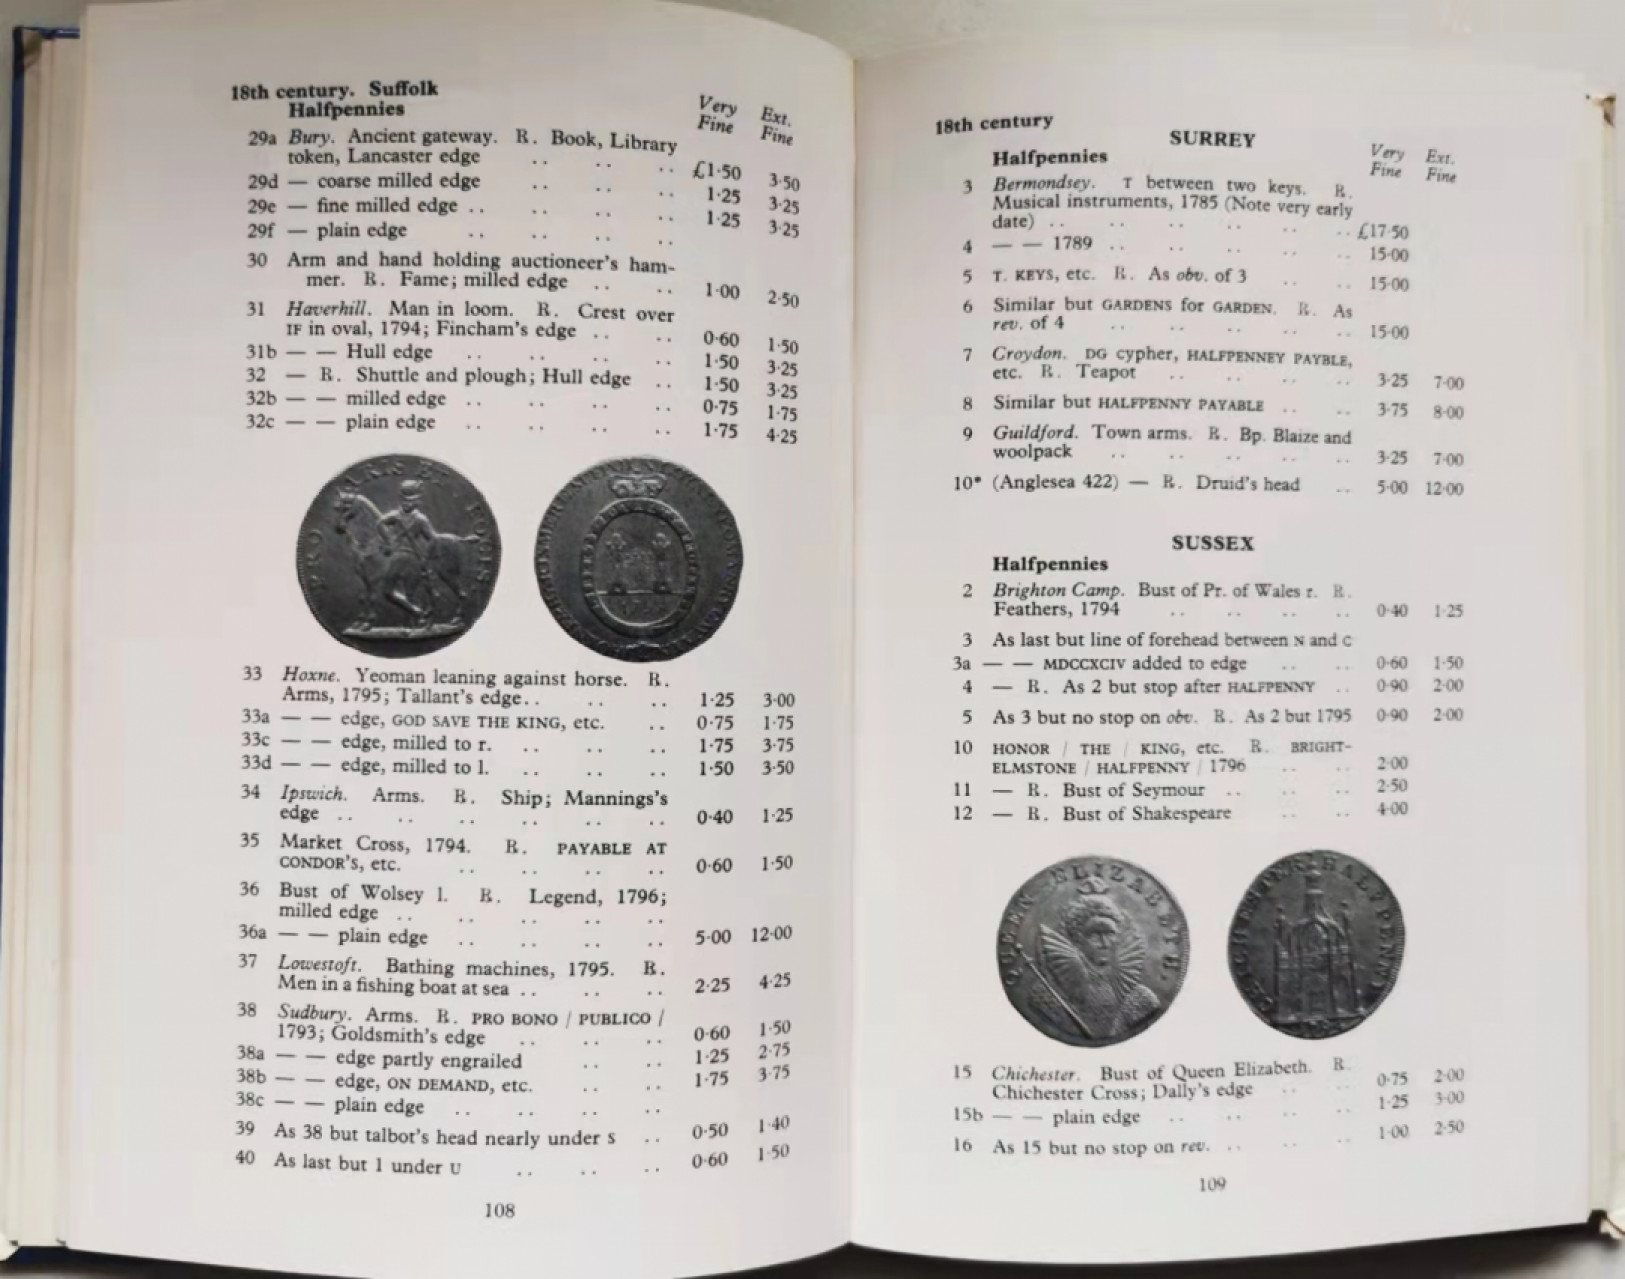 18th century. Suffolk
Halfpennies
Very Fine
Ext. Fine
29a Bury. Ancient gateway. R. Book, Library
token, Lancaster edge .. .. .. £1·50 3·50
29d — coarse milled edge .. .. .. 1·25 3·25
29e — fine milled edge .. .. .. .. 1·25 3·25
29f — plain edge .. .. .. ..
30 Arm and hand holding auctioneer's ham-
mer. R. Fame; milled edge .. .. 1·00 2·50
31 Haverhill. Man in loom. R. Crest over
IF in oval, 1794; Fincham's edge .. .. 0·60 1·50
31b — — Hull edge .. .. .. .. 1·50 3·25
32 — R. Shuttle and plough; Hull edge .. 1·50 3·25
32b — — milled edge .. .. .. .. 0·75 1·75
32c — — plain edge .. .. .. .. 1·75 4·25
PRO ARIS ET FOCIS
33 Hoxne. Yeoman leaning against horse. R.
Arms, 1795; Tallant's edge.. .. .. 1·25 3·00
33a — — edge, GOD SAVE THE KING, etc. .. 0·75 1·75
33c — — edge, milled to r. .. .. .. 1·75 3·75
33d — — edge, milled to l. .. .. .. 1·50 3·50
34 Ipswich. Arms. R. Ship; Mannings's
edge .. .. .. .. .. .. 0·40 1·25
35 Market Cross, 1794. R. PAYABLE AT
CONDOR'S, etc. .. .. .. .. 0·60 1·50
36 Bust of Wolsey l. R. Legend, 1796;
milled edge .. .. .. .. ..
36a — — plain edge .. .. .. .. 5·00 12·00
37 Lowestoft. Bathing machines, 1795. R.
Men in a fishing boat at sea .. .. .. 2·25 4·25
38 Sudbury. Arms. R. PRO BONO / PUBLICO /
1793; Goldsmith's edge .. .. .. 0·60 1·50
38a — — edge partly engrailed .. .. 1·25 2·75
38b — — edge, ON DEMAND, etc. .. .. 1·75 3·75
38c — — plain edge .. .. .. ..
39 As 38 but talbot's head nearly under S .. 0·50 1·40
40 As last but 1 under U .. .. .. 0·60 1·50
108
18th century
SURREY
Halfpennies
Very Fine
Ext. Fine
3 Bermondsey. T between two keys. R.
Musical instruments, 1785 (Note very early
date) .. .. .. .. .. .. £17·50
4 — — 1789 .. .. .. .. .. 15·00
5 T. KEYS, etc. R. As obv. of 3 .. .. 15·00
6 Similar but GARDENS for GARDEN. R. As
rev. of 4 .. .. .. .. .. 15·00
7 Croydon. DG cypher, HALFPENNEY PAYBLE,
etc. R. Teapot .. .. .. .. 3·25 7·00
8 Similar but HALFPENNY PAYABLE .. .. 3·75 8·00
9 Guildford. Town arms. R. Bp. Blaize and
woolpack .. .. .. .. .. 3·25 7·00
10* (Anglesea 422) — R. Druid's head .. 5·00 12·00
SUSSEX
Halfpennies
2 Brighton Camp. Bust of Pr. of Wales r. R.
Feathers, 1794 .. .. .. .. 0·40 1·25
3 As last but line of forehead between N and C
3a — — MDCCXCIV added to edge .. .. 0·60 1·50
4 — R. As 2 but stop after HALFPENNY .. 0·90 2·00
5 As 3 but no stop on obv. R. As 2 but 1795 0·90 2·00
10 HONOR / THE / KING, etc. R. BRIGHT-
ELMSTONE / HALFPENNY / 1796 .. .. 2·00
11 — R. Bust of Seymour .. .. .. 2·50
12 — R. Bust of Shakespeare .. .. 4·00
QUEEN ELIZABETH.
CHICHESTER HALFPENNY
15 Chichester. Bust of Queen Elizabeth. R.
Chichester Cross; Dally's edge .. .. 0·75 2·00
15b — — plain edge .. .. .. .. 1·25 3·00
16 As 15 but no stop on rev. .. .. .. 1·00 2·50
109